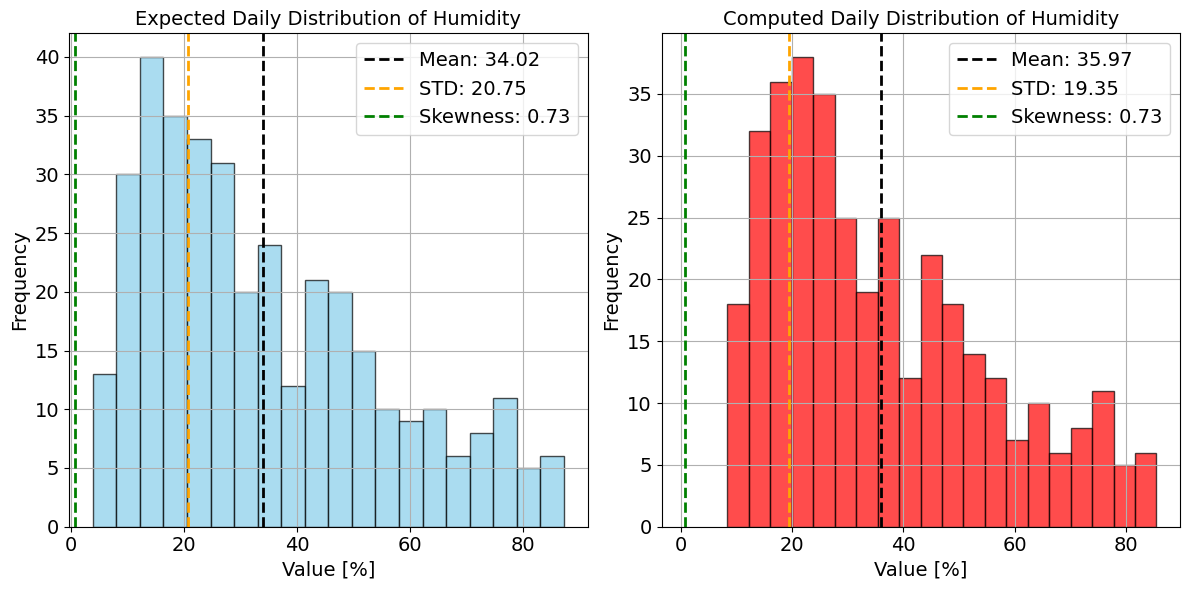 Expected Daily Distribution of Humidity
Mean: 34.02
STD: 20.75
Skewness: 0.73
40
35
30
25
20
15
10
5
0
Frequency
0 20 40 60 80
Value [%]
Computed Daily Distribution of Humidity
Mean: 35.97
STD: 19.35
Skewness: 0.73
35
30
25
20
15
10
5
0
Frequency
0 20 40 60 80
Value [%]